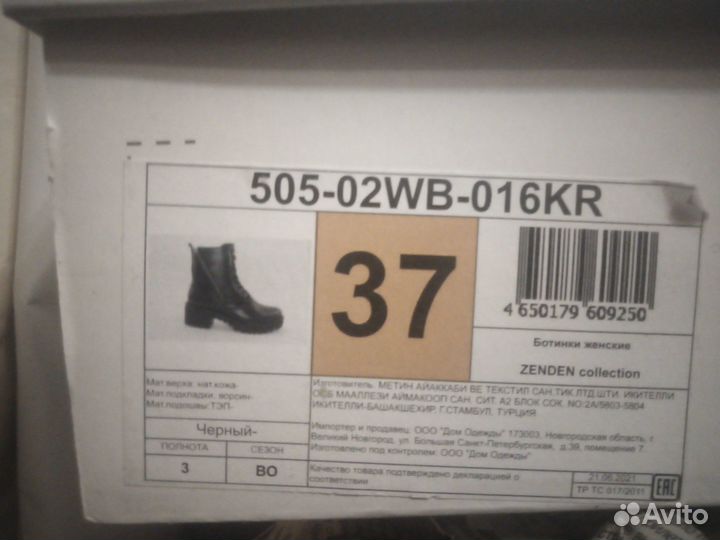 505-02WB-016KR
37
4 650179 609250
Ботинки женские
ZENDEN collection
Мат.верха: нат.кожа-
Мат.подкладки: ворсин-
Мат.подошвы:ТЭП-
Черный-
ПОЛНОТА СЕЗОН
3 ВО
Изготовитель: МЕТИН АЙАККАБИ ВЕ ТЕКСТИЛ САН.ТИК.ЛТД.ШТИ. ИКИТЕЛЛИ
ОСБ МААЛЛЕЗИ АЙМАКООП САН. СИТ. А2 БЛОК СОК. NO:2A/5803-5804
ИКИТЕЛЛИ-БАШАКШЕХИР, Г.СТАМБУЛ, ТУРЦИЯ
Импортер и продавец: ООО "Дом Одежды" 173003, Новгородская область, г.
Великий Новгород, ул. Большая Санкт-Петербургская, д.39, помещение 7.
Изготовлено под контролем: ООО "Дом Одежды"
Качество товара подтверждено декларацией о
соответствии
21.06.2021
ТР ТС 017/2011
EAC
Avito